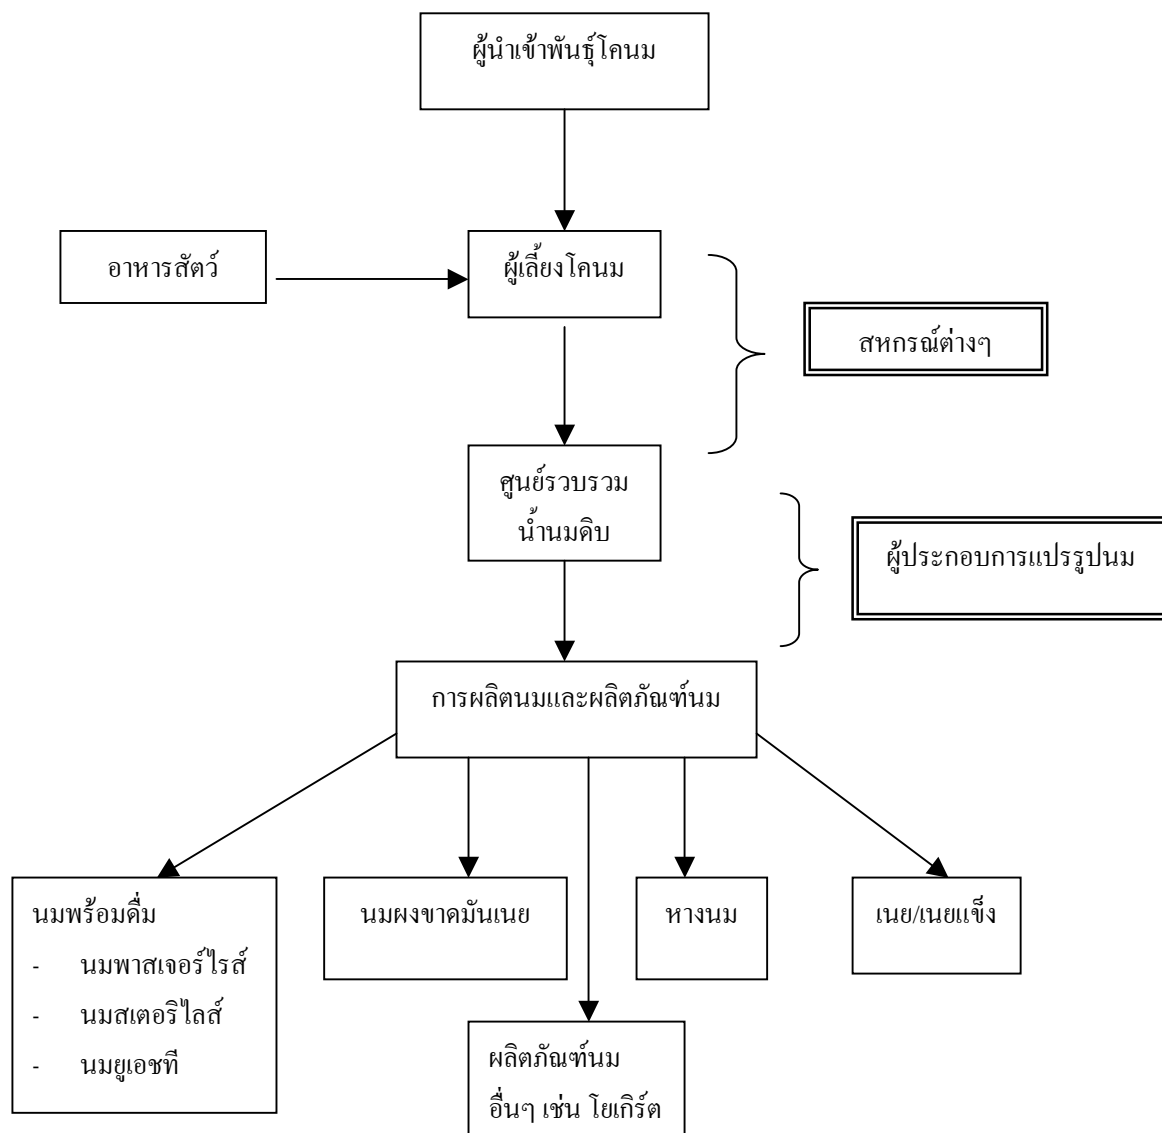 ผู้นำเข้าพันธุ์โคนม
อาหารสัตว์
ผู้เลี้ยงโคนม
สหกรณ์ต่างๆ
ศูนย์รวบรวม
น้ำนมดิบ
ผู้ประกอบการแปรรูปนม
การผลิตนมและผลิตภัณฑ์นม
นมพร้อมดื่ม
- นมพาสเจอร์ไรส์
- นมสเตอริไลส์
- นมยูเอชที
นมผงขาดมันเนย
หางนม
เนย/เนยแข็ง
ผลิตภัณฑ์นม
อื่นๆ เช่น โยเกิร์ต